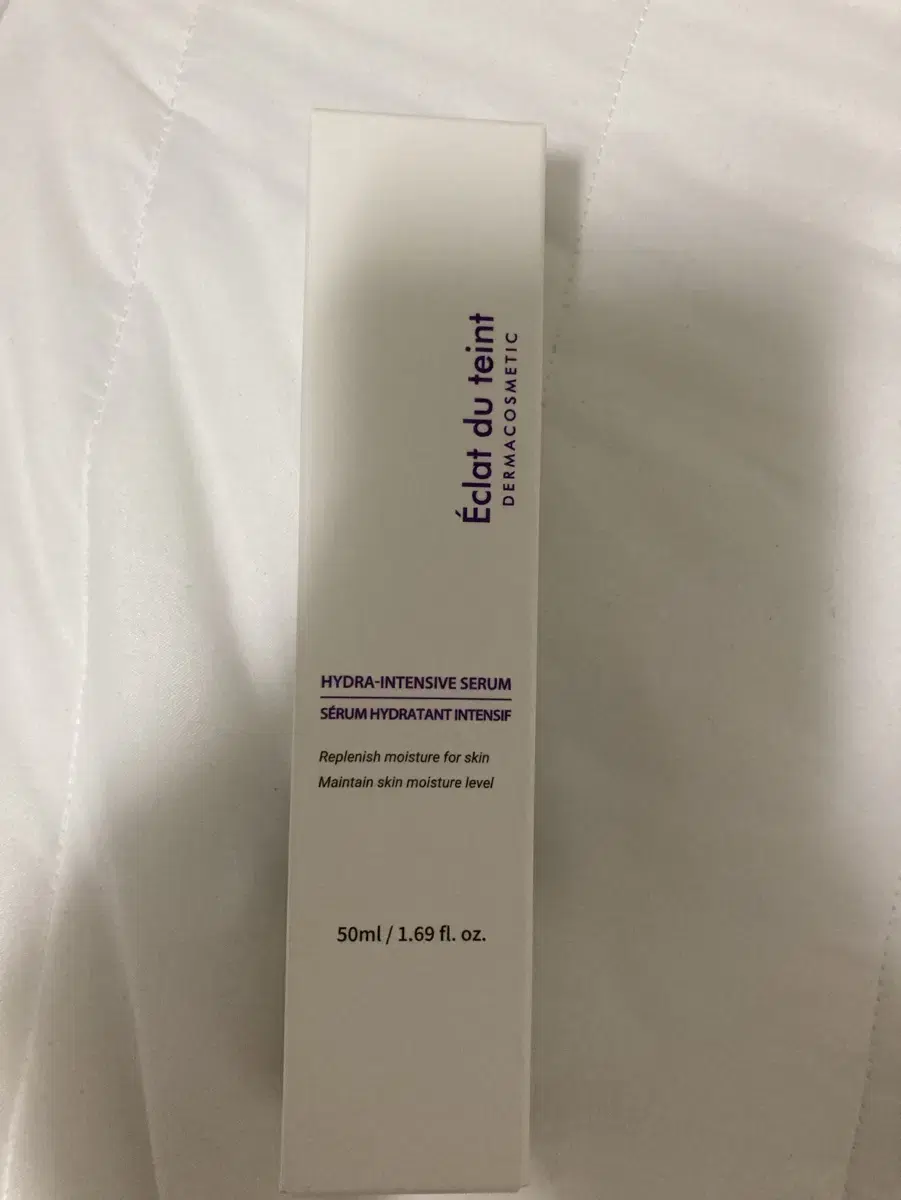 Éclat du teint
DERMACOSMETIC
HYDRA-INTENSIVE SERUM
SÉRUM HYDRATANT INTENSIF
Replenish moisture for skin
Maintain skin moisture level
50ml / 1.69 fl. oz.